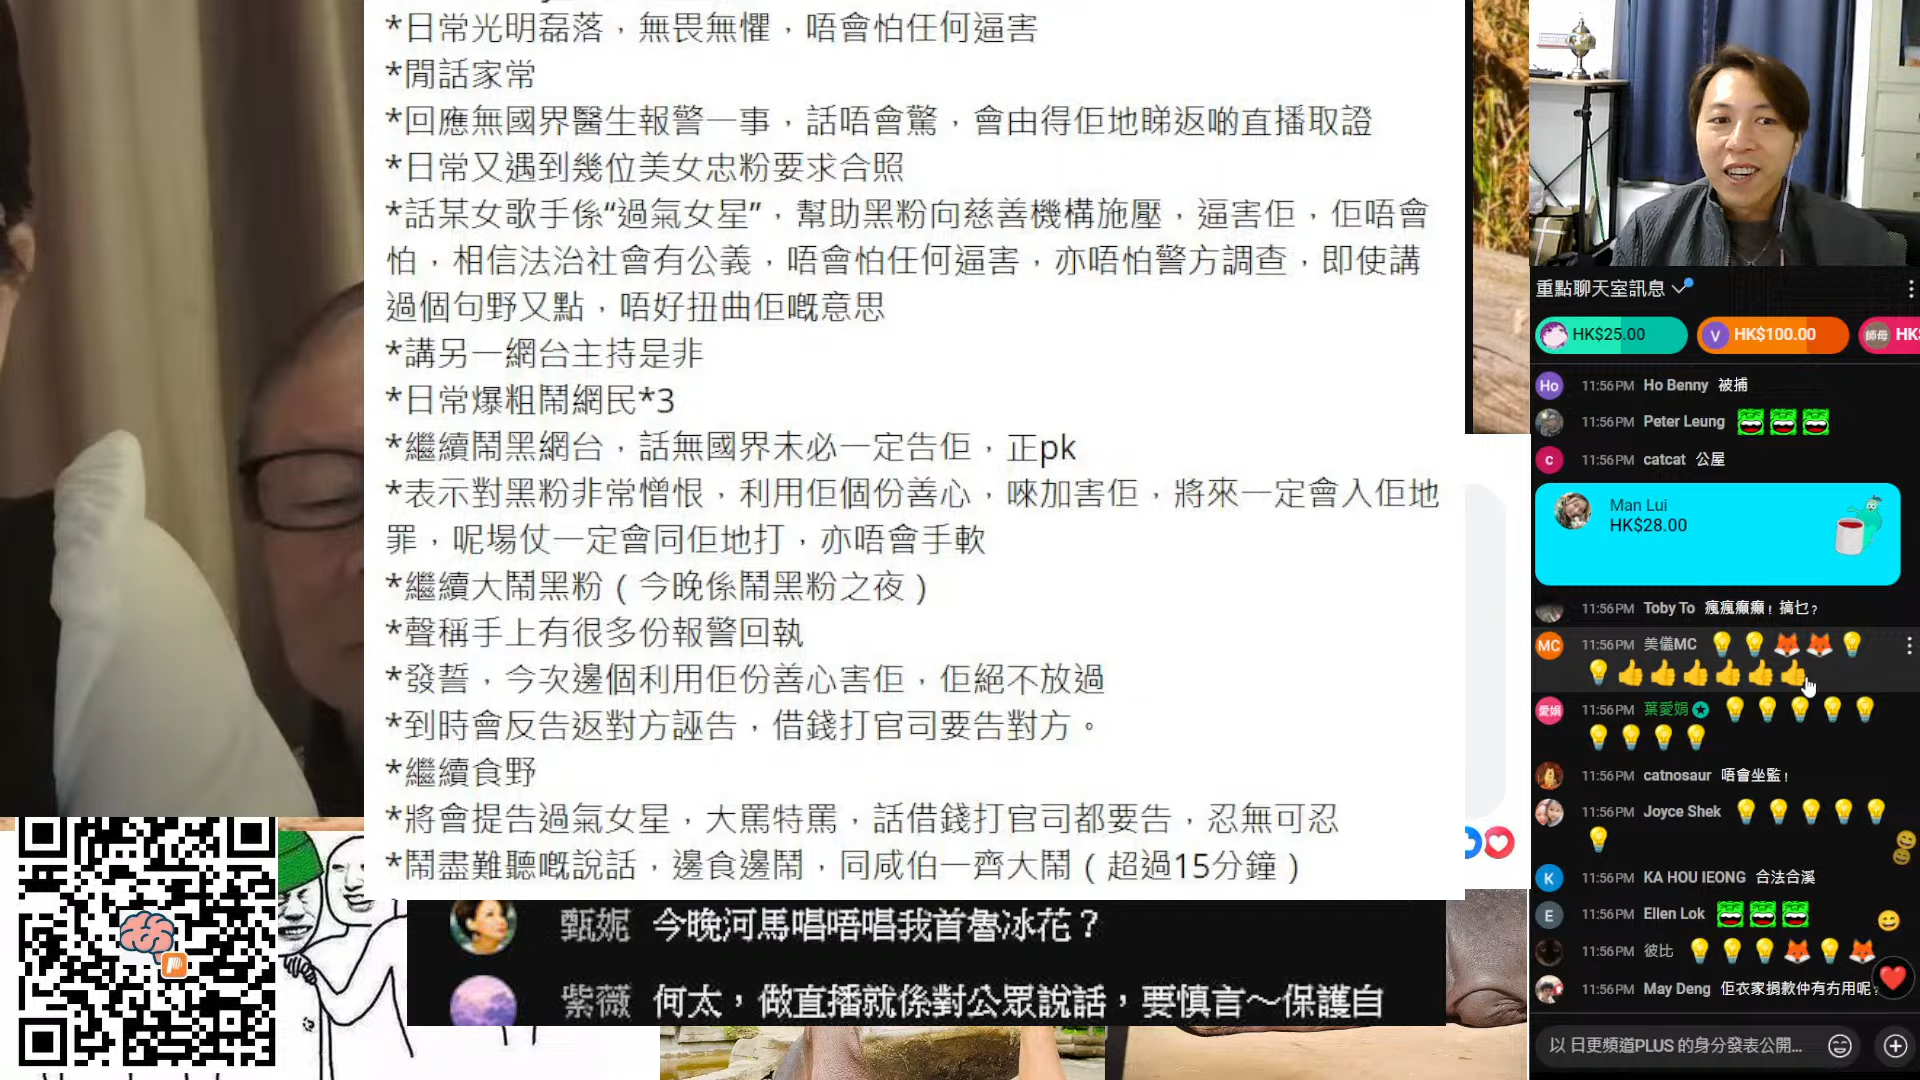 *日常光明磊落，無畏無懼，唔會怕任何逼害
*閒話家常
*回應無國界醫生報警一事，話唔會驚，會由得佢地睇返啲直播取證
*日常又遇到幾位美女忠粉要求合照
*話某女歌手係“過氣女星”，幫助黑粉向慈善機構施壓，逼害佢，佢唔會
怕，相信法治社會有公義，唔會怕任何逼害，亦唔怕警方調查，即使講
過個句野又點，唔好扭曲佢嘅意思
*講另一網台主持是非
*日常爆粗鬧網民*3
*繼續鬧黑網台，話無國界未必一定告佢，正pk
*表示對黑粉非常憎恨，利用佢個份善心，唻加害佢，將來一定會入佢地
罪，呢場仗一定會同佢地打，亦唔會手軟
*繼續大鬧黑粉（今晚係鬧黑粉之夜）
*聲稱手上有很多份報警回執
*發誓，今次邊個利用佢份善心害佢，佢絕不放過
*到時會反告返對方誣告，借錢打官司要告對方。
*繼續食野
*將會提告過氣女星，大罵特罵，話借錢打官司都要告，忍無可忍
*鬧盡難聽嘅說話，邊食邊鬧，同咸伯一齊大鬧（超過15分鐘）
甄妮 今晚河馬唱唔唱我首魯冰花？
紫薇 何太，做直播就係對公眾說話，要慎言～保護自
重點聊天室訊息
HK$25.00
V HK$100.00
師母 HK
Ho 11:56PM Ho Benny 被捕
11:56PM Peter Leung
c 11:56PM catcat 公屋
Man Lui
HK$28.00
11:56PM Toby To 瘋瘋癲癲！搞乜？
MC 11:56PM 美儀MC
愛娟 11:56PM 葉愛娟
11:56PM catnosaur 唔會坐監！
11:56PM Joyce Shek
K 11:56PM KA HOU IEONG 合法合溪
E 11:56PM Ellen Lok
11:56PM 彼比
11:56PM May Deng 佢衣家捐款仲有冇用呢?
以 日更頻道PLUS 的身分發表公開...